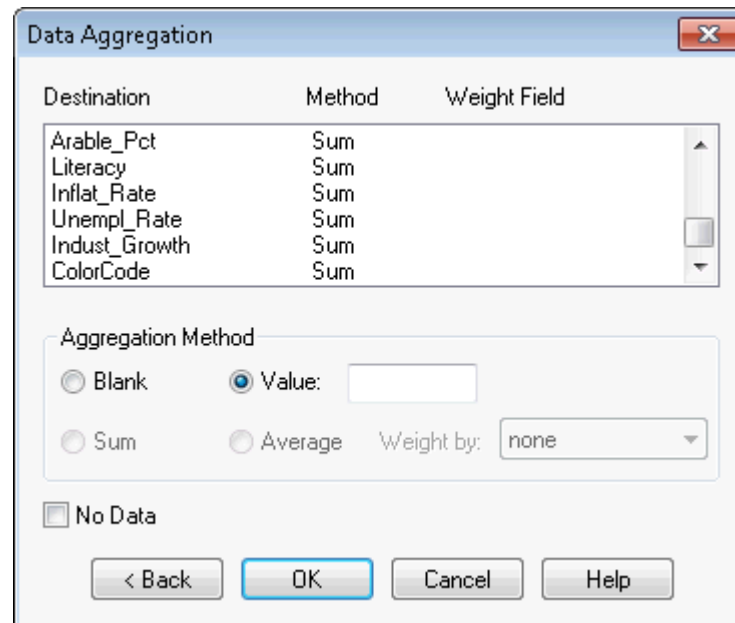 Data Aggregation
Destination Method Weight Field
Arable_Pct Sum
Literacy Sum
Inflat_Rate Sum
Unempl_Rate Sum
Indust_Growth Sum
ColorCode Sum
Aggregation Method
Blank Value:
Sum Average Weight by: none
No Data
< Back OK Cancel Help